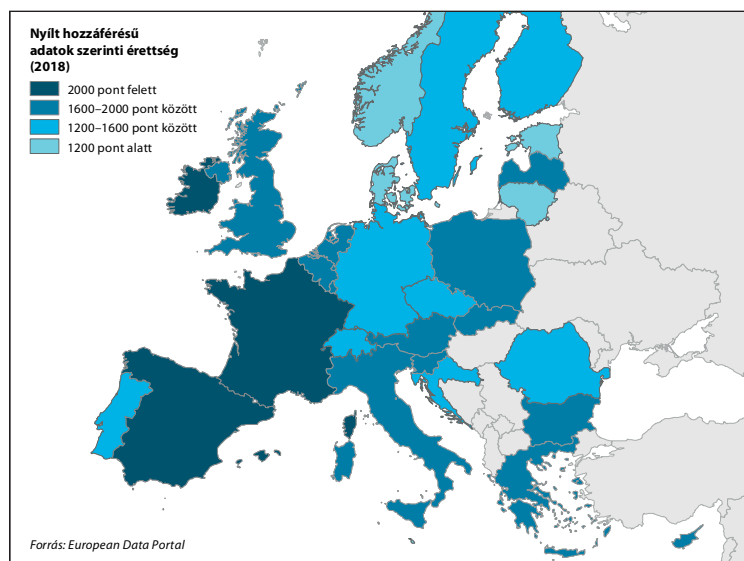 Nyílt hozzáférésű
adatok szerinti érettség
(2018)
2000 pont felett
1600–2000 pont között
1200–1600 pont között
1200 pont alatt
Forrás: European Data Portal